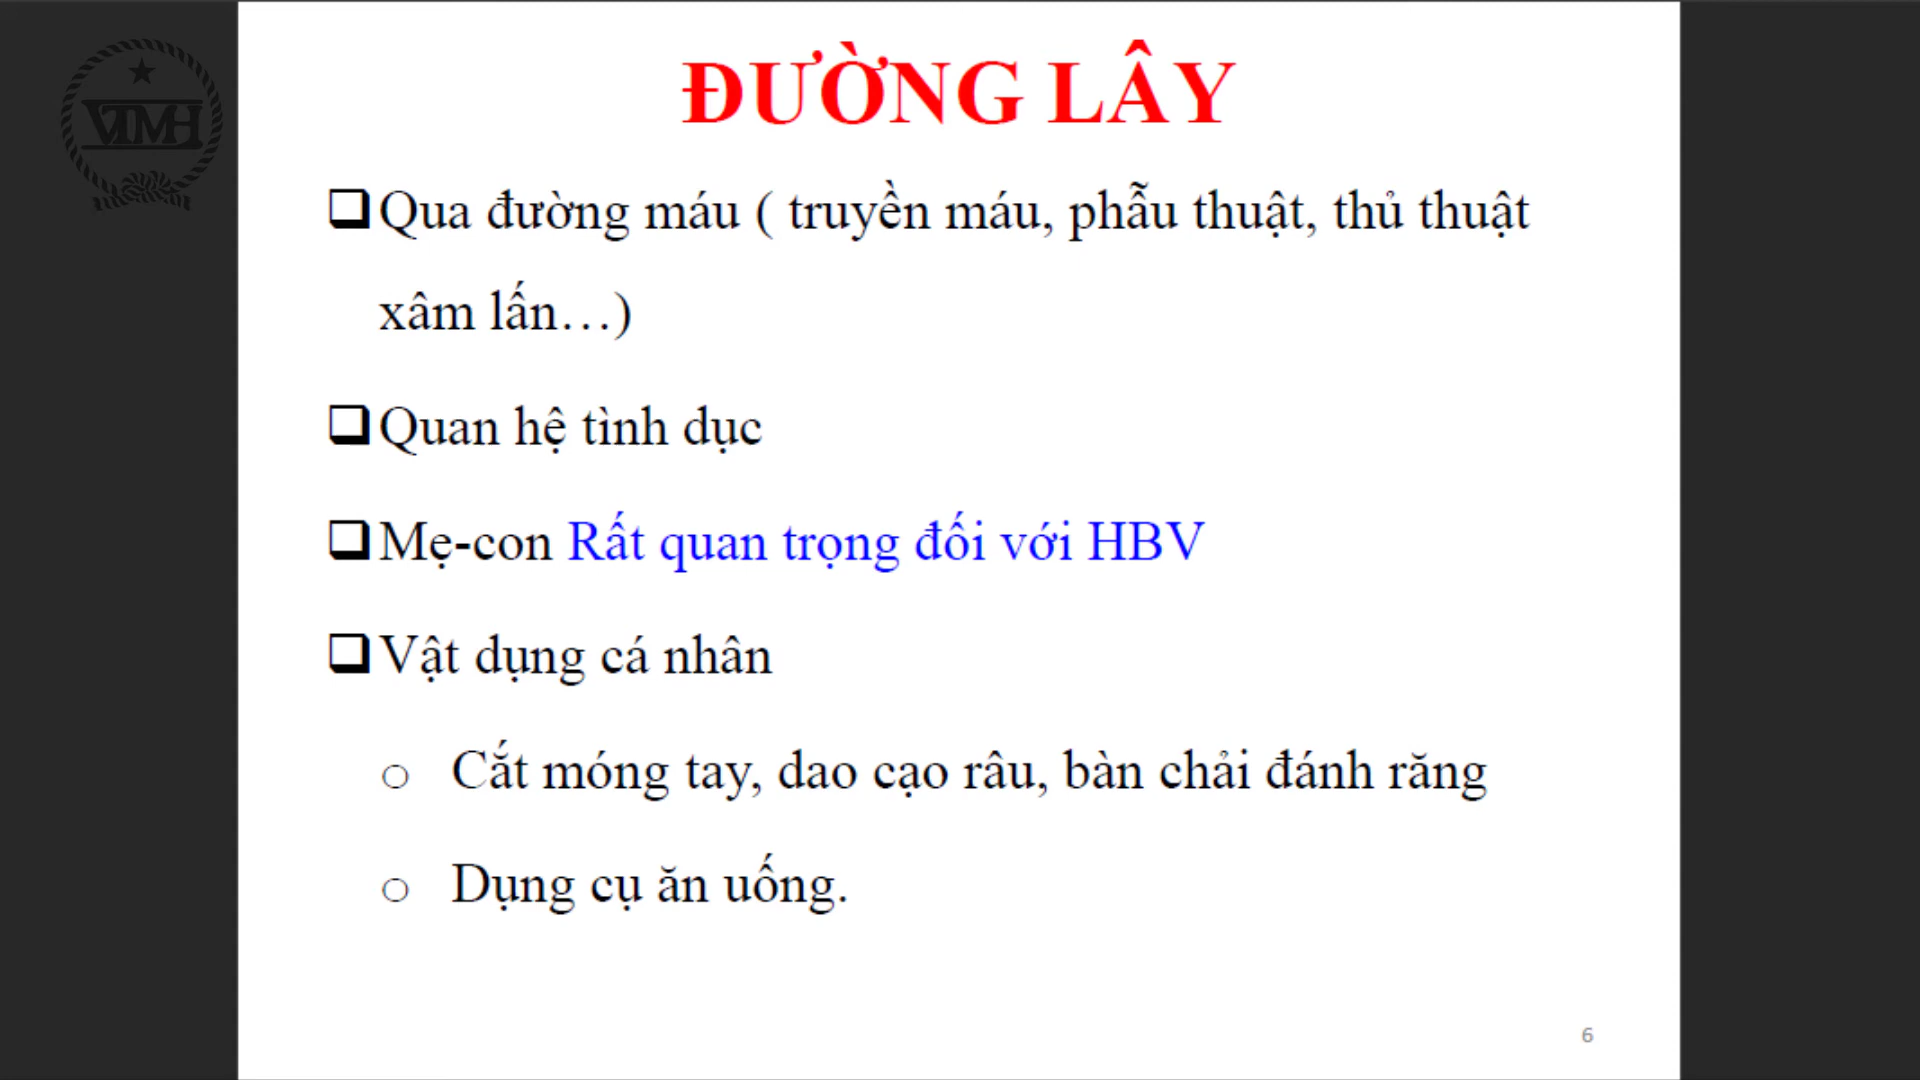 VTMH
ĐƯỜNG LÂY
Qua đường máu ( truyền máu, phẫu thuật, thủ thuật
xâm lấn…)
Quan hệ tình dục
Mẹ-con Rất quan trọng đối với HBV
Vật dụng cá nhân
Cắt móng tay, dao cạo râu, bàn chải đánh răng
Dụng cụ ăn uống.
6